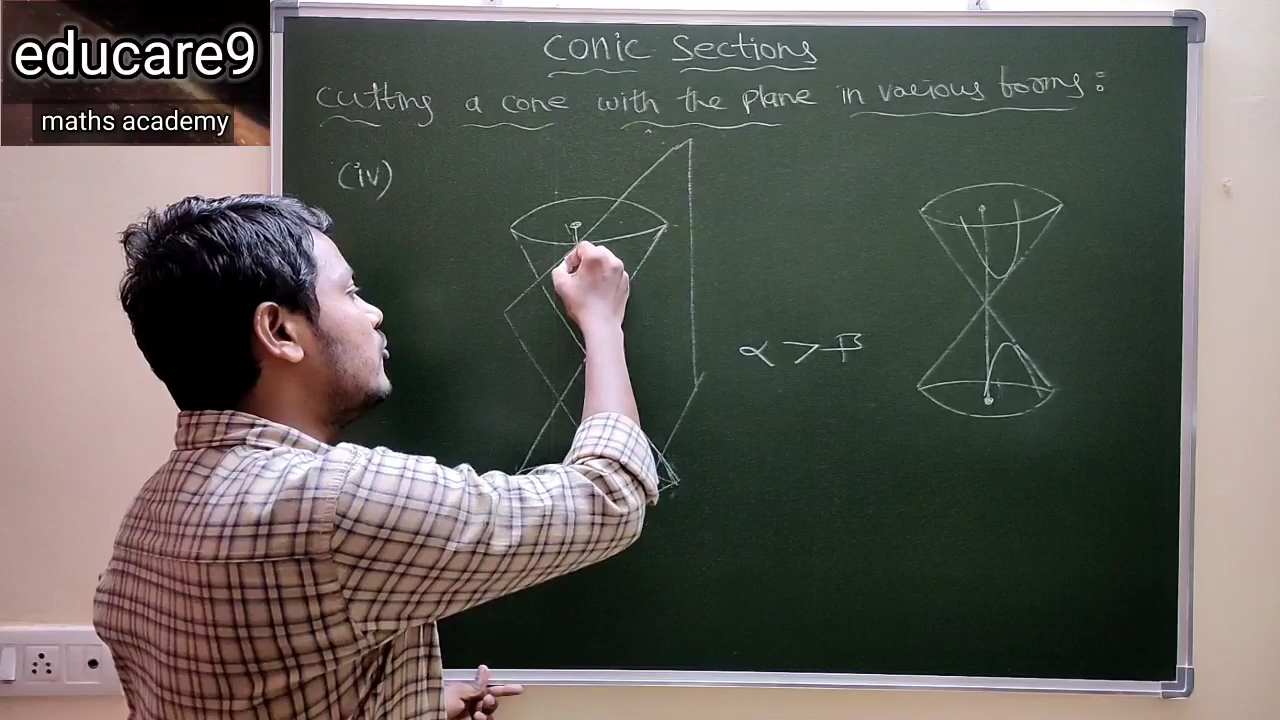 educare9
maths academy
Conic Sections
Cutting a cone with the plane in various forms:
(iv)
α > β